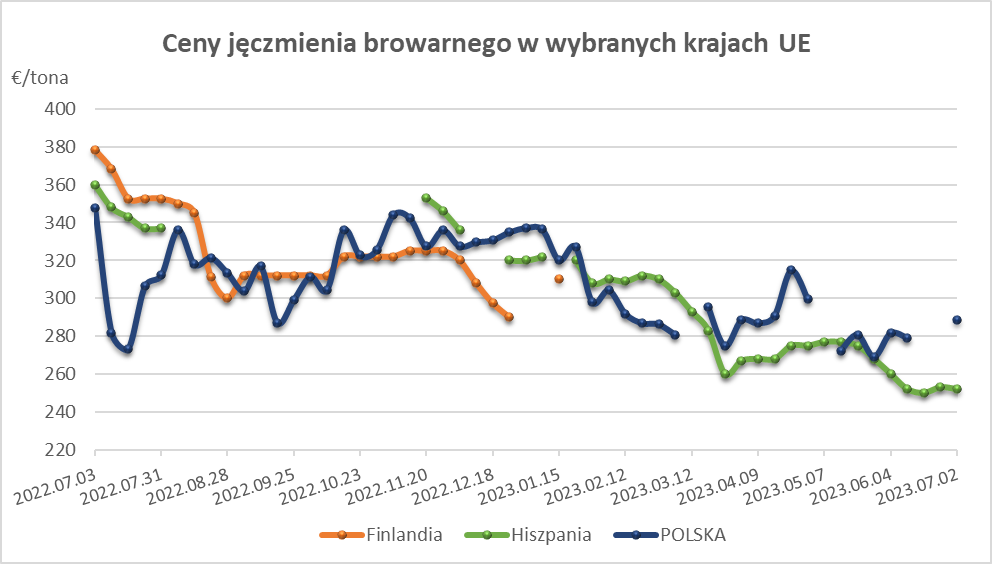 Ceny jęczmienia browarnego w wybranych krajach UE
€/tona
400
380
360
340
320
300
280
260
240
220
2022.07.03 2022.07.31 2022.08.28 2022.09.25 2022.10.23 2022.11.20 2022.12.18 2023.01.15 2023.02.12 2023.03.12 2023.04.09 2023.05.07 2023.06.04 2023.07.02
Finlandia Hiszpania POLSKA